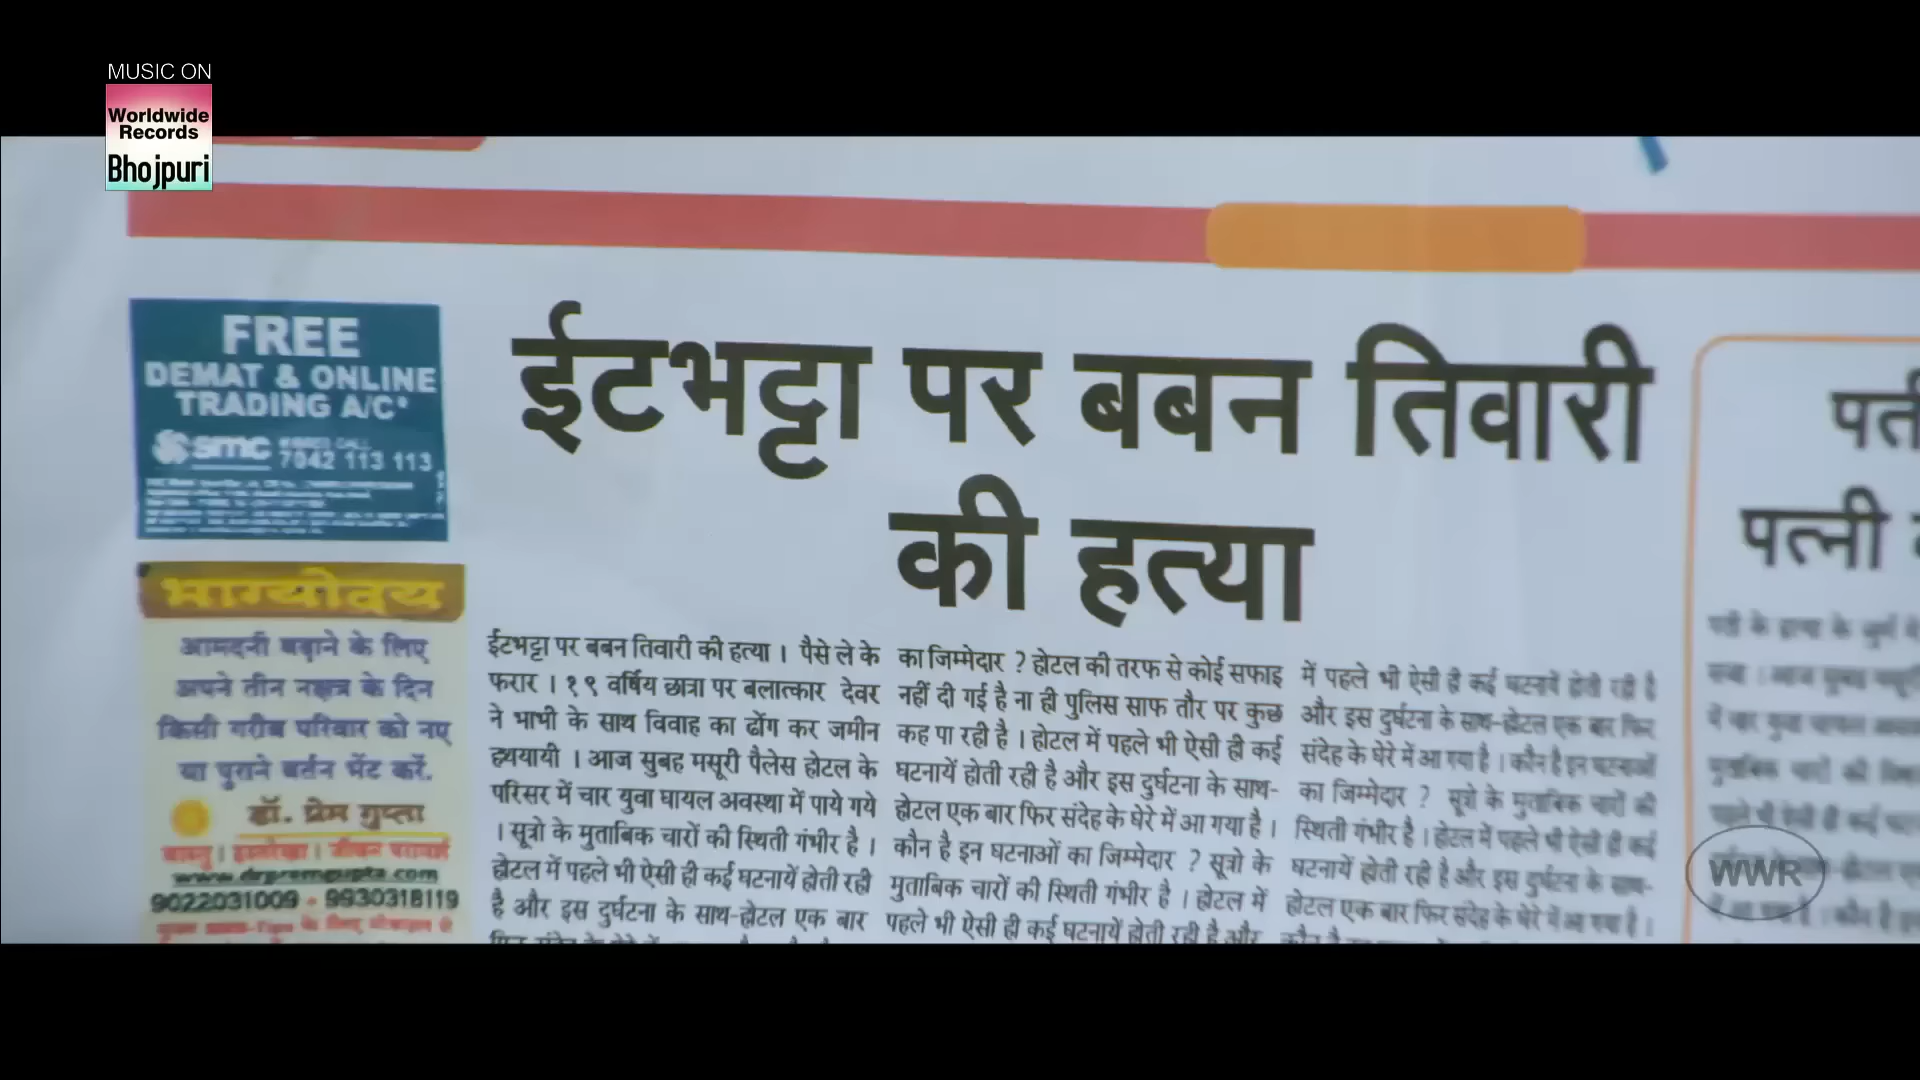 MUSIC ON
Worldwide
Records
Bhojpuri
FREE
DEMAT & ONLINE
TRADING A/C*
smc
7042 113 113
भाग्योदय
आमदनी बढ़ाने के लिए
अपने तीन नक्षत्र के दिन
किसी गरीब परिवार को नए
या पुराने बर्तन भेंट करें.
डॉ. प्रेम गुप्ता
www.drpremgupta.com
9022031009 • 9930318119
ईटभट्टा पर बबन तिवारी
की हत्या
ईटभट्टा पर बबन तिवारी की हत्या । पैसे ले के
फरार । १९ वर्षिय छात्रा पर बलात्कार देवर
ने भाभी के साथ विवाह का ढोंग कर जमीन
हथयायी । आज सुबह मसूरी पैलेस होटल के
परिसर में चार युवा घायल अवस्था में पाये गये
। सूत्रो के मुताबिक चारों की स्थिती गंभीर है ।
होटल में पहले भी ऐसी ही कई घटनायें होती रही
है और इस दुर्घटना के साथ-होटल एक बार
का जिम्मेदार ? होटल की तरफ से कोई सफाइ
नहीं दी गई है ना ही पुलिस साफ तौर पर कुछ
कह पा रही है । होटल में पहले भी ऐसी ही कई
घटनायें होती रही है और इस दुर्घटना के साथ-
होटल एक बार फिर संदेह के घेरे में आ गया है ।
कौन है इन घटनाओं का जिम्मेदार ? सूत्रो के
मुताबिक चारों की स्थिती गंभीर है । होटल में
पहले भी ऐसी ही कई घटनायें होती रही है और
में पहले भी ऐसी ही कई घटनायें होती रही है
और इस दुर्घटना के साथ-होटल एक बार फिर
संदेह के घेरे में आ गया है । कौन है इन घटनाओं
का जिम्मेदार ? सूत्रो के मुताबिक चारों की
स्थिती गंभीर है । होटल में पहले भी ऐसी ही कई
घटनायें होती रही है और इस दुर्घटना के साथ-
होटल एक बार फिर संदेह के घेरे में आ गया है ।
पत्नी
WWR